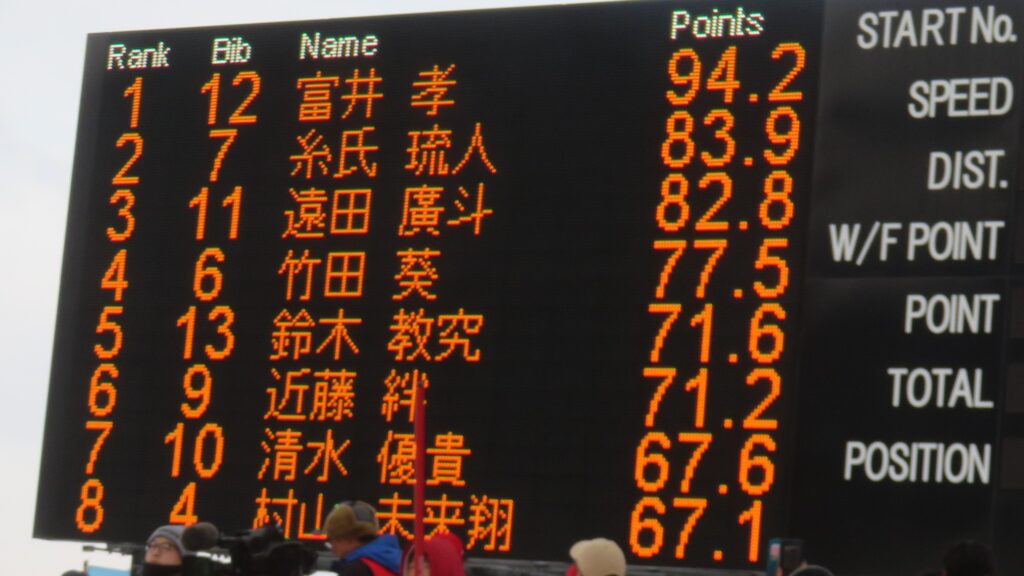 Rank Bib Name Points
1 12 富井 孝 94.2
2 7 糸氏 琉人 83.9
3 11 遠田 廣斗 82.8
4 6 竹田 葵 77.5
5 13 鈴木 教究 71.6
6 9 近藤 絆 71.2
7 10 清水 優貴 67.6
8 4 村山 未来翔 67.1
START No.
SPEED
DIST.
W/F POINT
POINT
TOTAL
POSITION